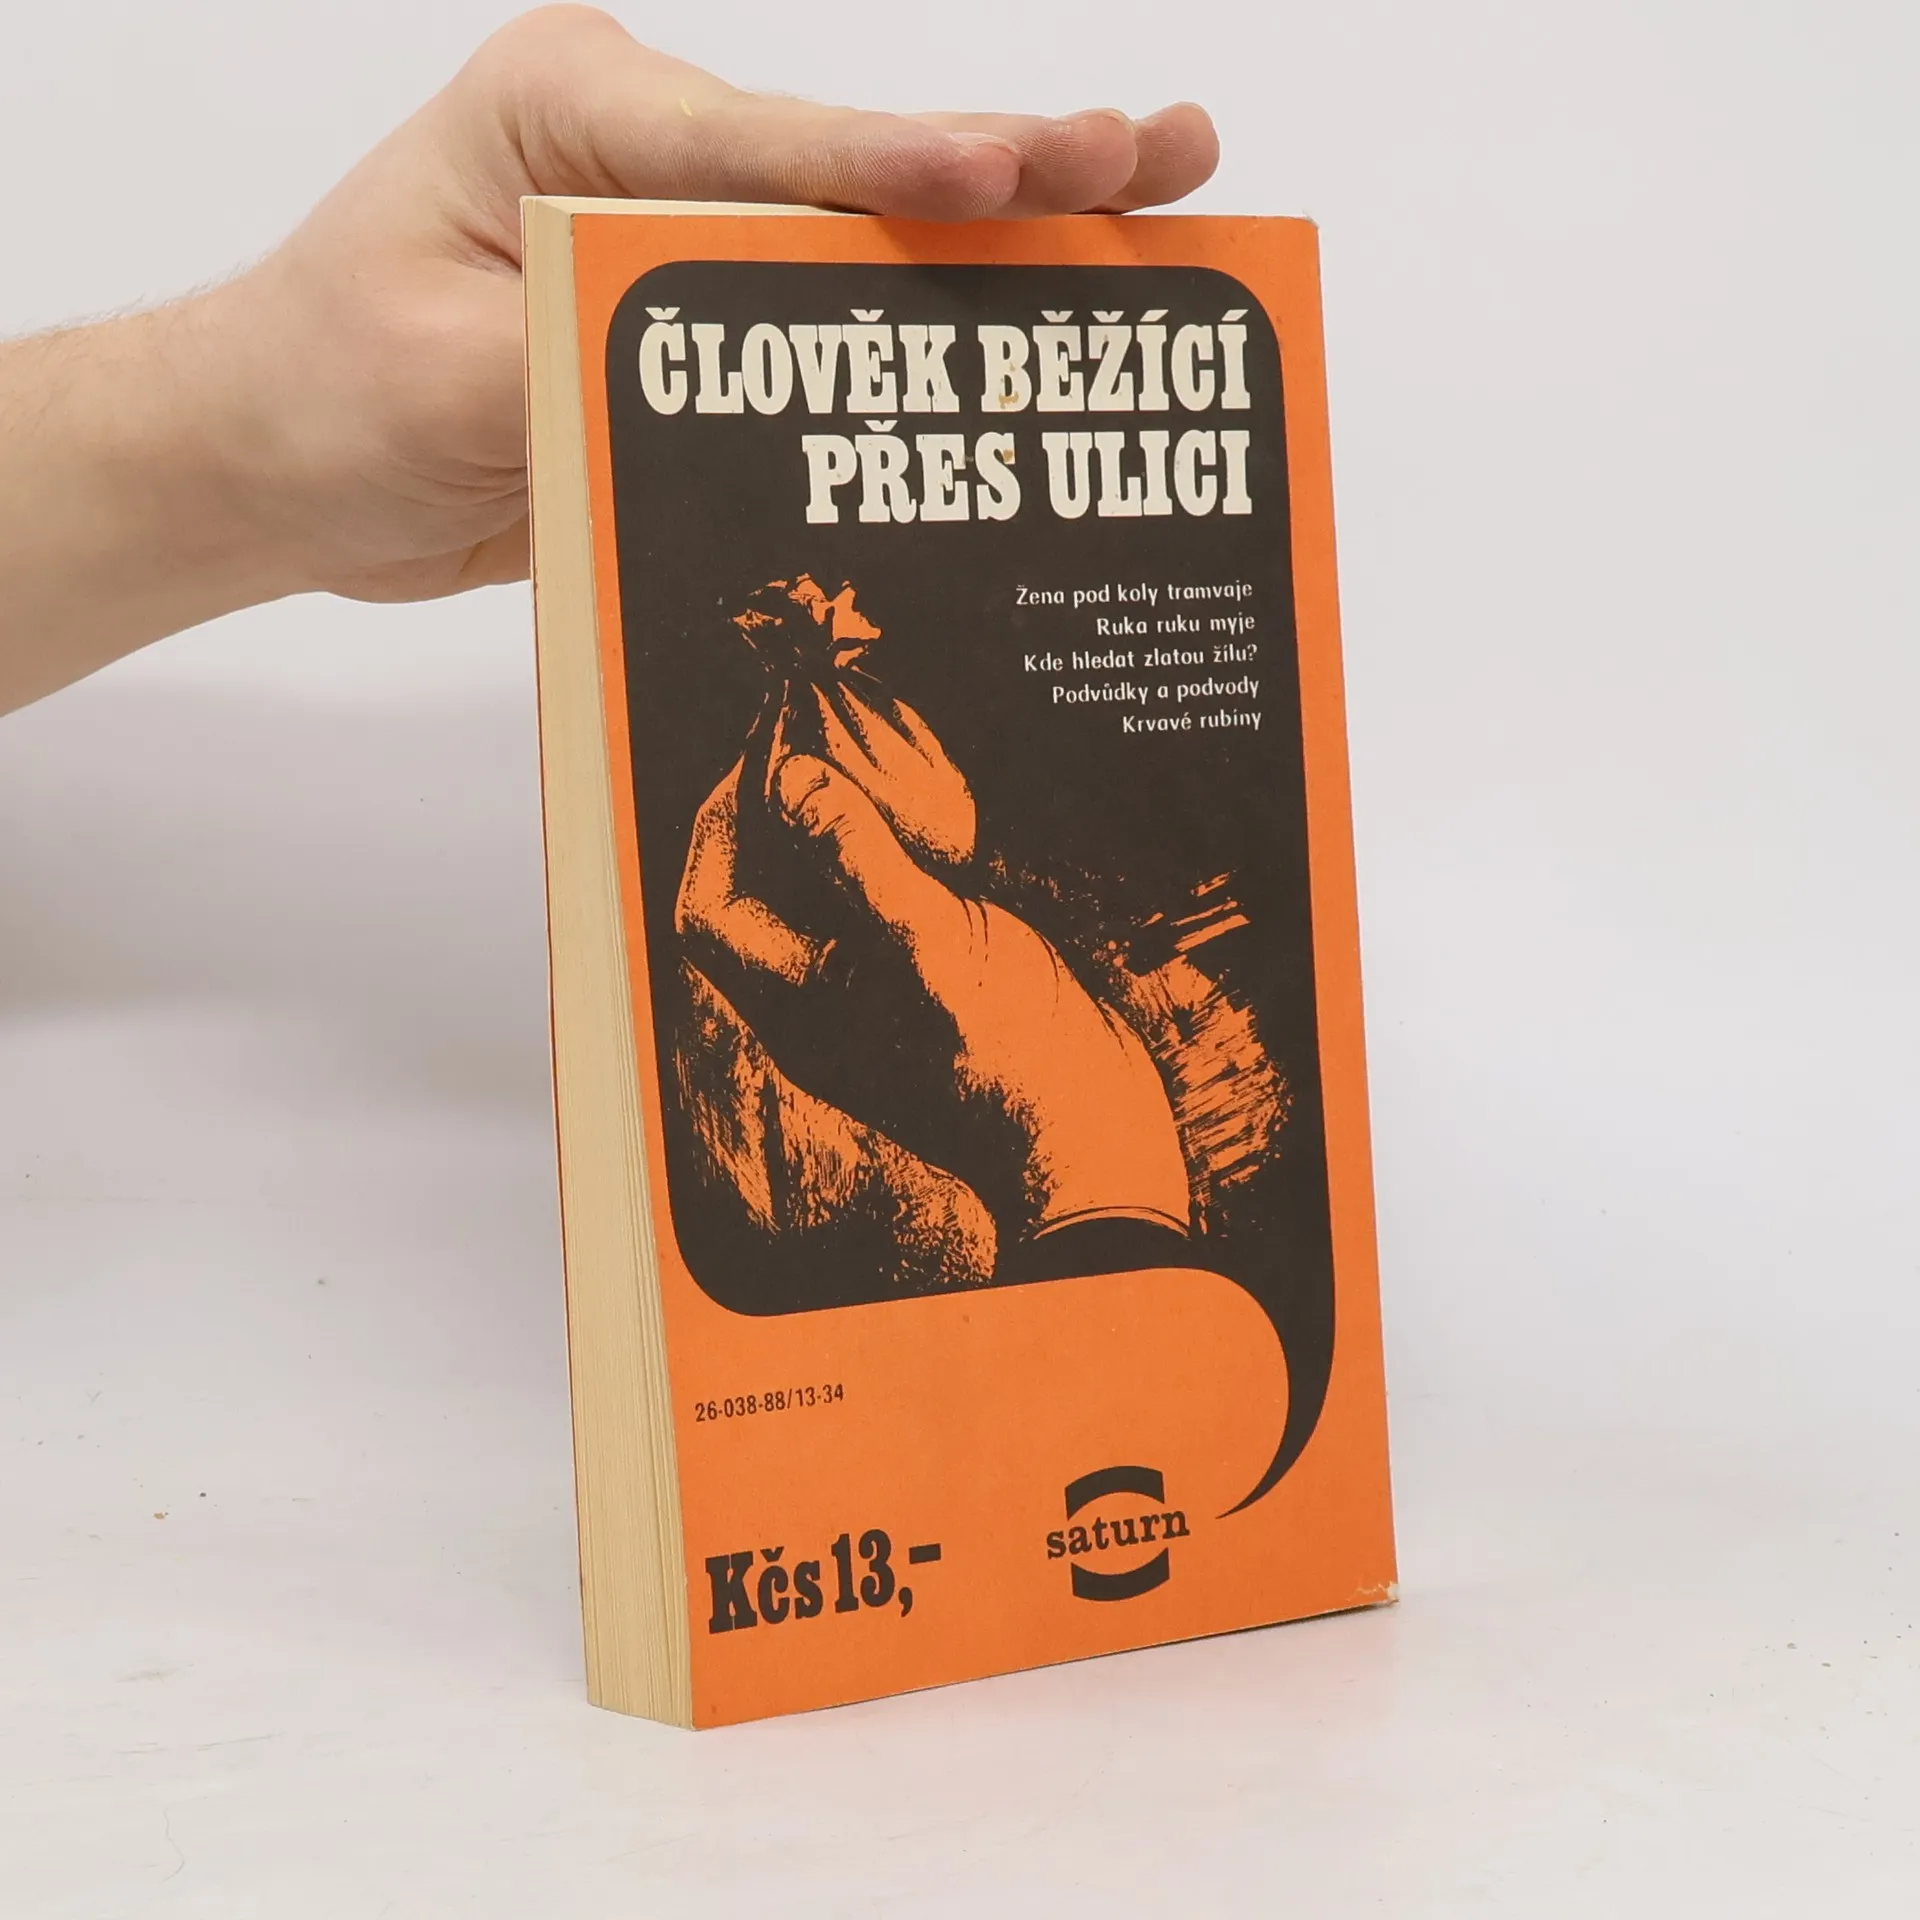 ČLOVĚK BĚŽÍCÍ
PŘES ULICI
Žena pod koly tramvaje
Ruka ruku myje
Kde hledat zlatou žílu?
Podvůdky a podvody
Krvavé rubíny
26-038-88/13-34
Kčs 13,-
saturn